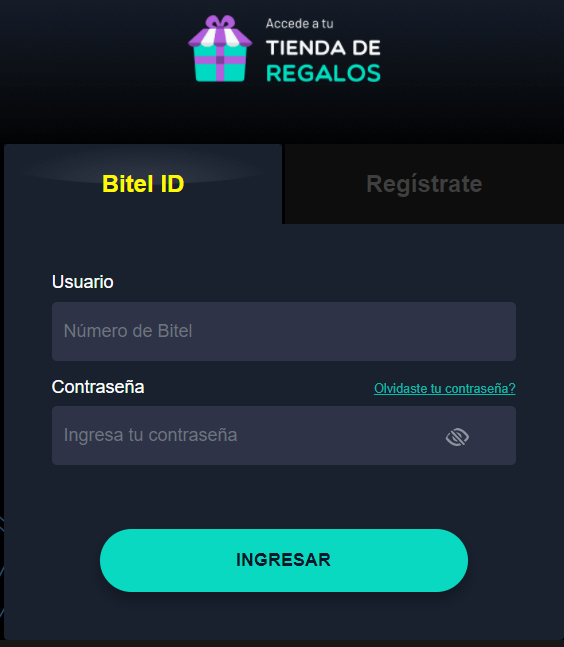 Accede a tu
TIENDA DE
REGALOS
Bitel ID
Regístrate
Usuario
Número de Bitel
Contraseña
Olvidaste tu contraseña?
Ingresa tu contraseña
INGRESAR